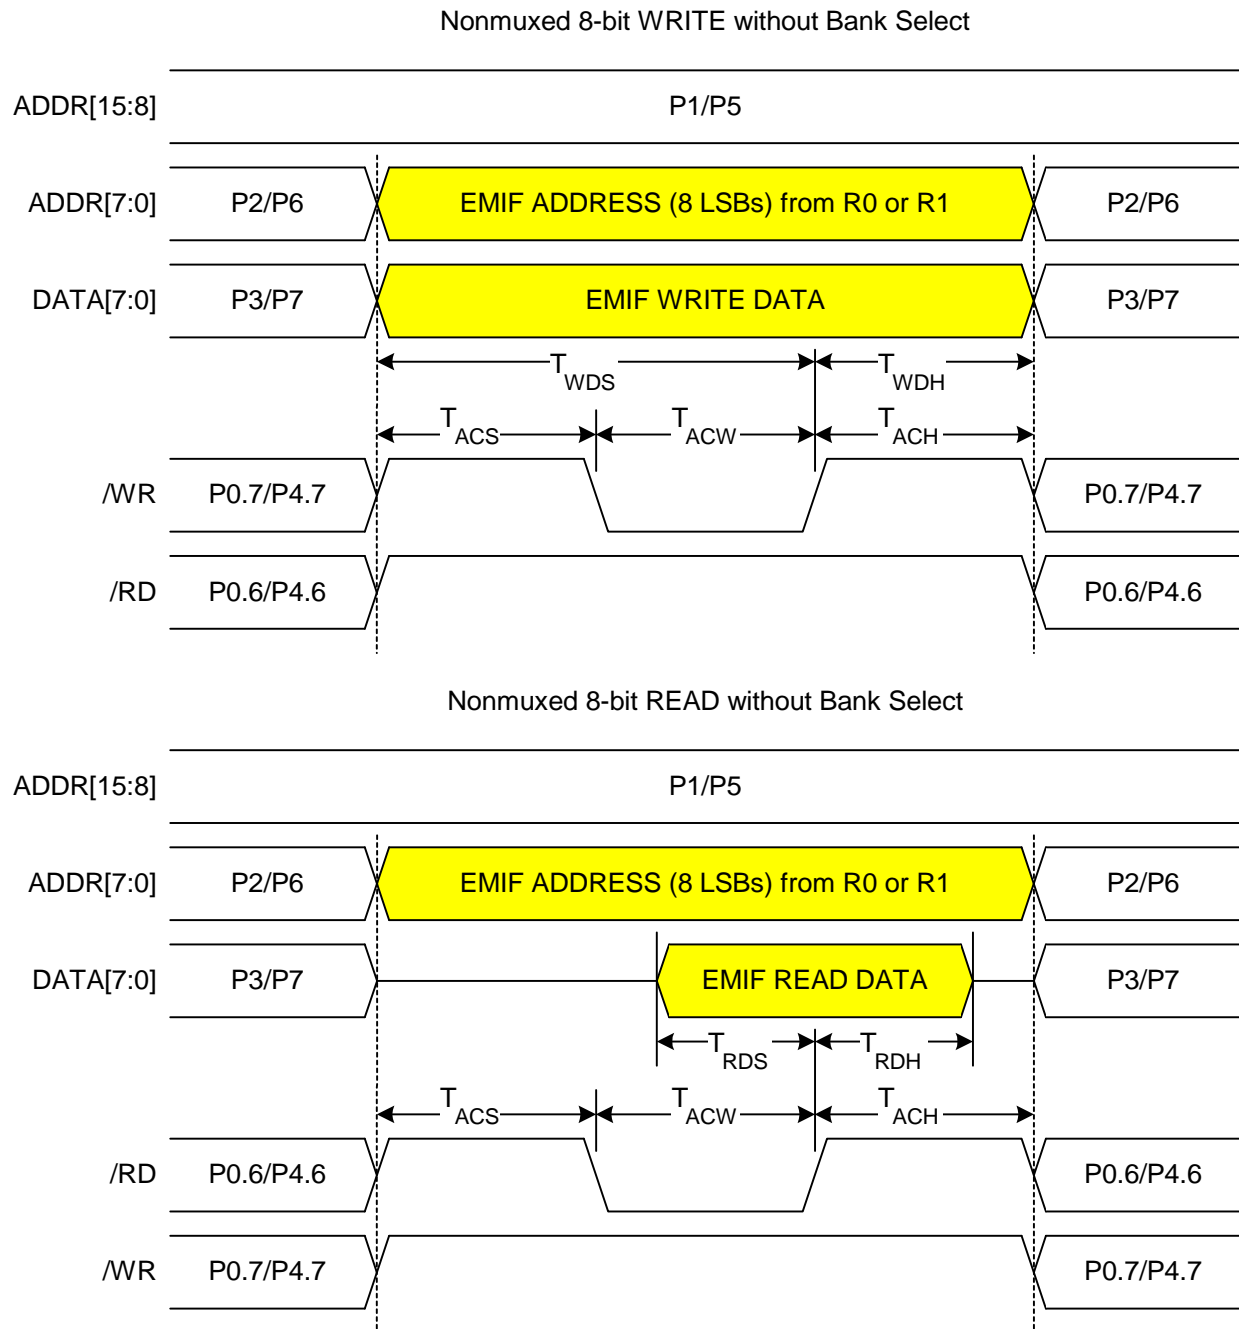 Nonmuxed 8-bit WRITE without Bank Select
ADDR[15:8] P1/P5
ADDR[7:0] P2/P6 EMIF ADDRESS (8 LSBs) from R0 or R1 P2/P6
DATA[7:0] P3/P7 EMIF WRITE DATA P3/P7
TWDS TWDH
TACS TACW TACH
/WR P0.7/P4.7 P0.7/P4.7
/RD P0.6/P4.6 P0.6/P4.6
Nonmuxed 8-bit READ without Bank Select
ADDR[15:8] P1/P5
ADDR[7:0] P2/P6 EMIF ADDRESS (8 LSBs) from R0 or R1 P2/P6
DATA[7:0] P3/P7 EMIF READ DATA P3/P7
TRDS TRDH
TACS TACW TACH
/RD P0.6/P4.6 P0.6/P4.6
/WR P0.7/P4.7 P0.7/P4.7